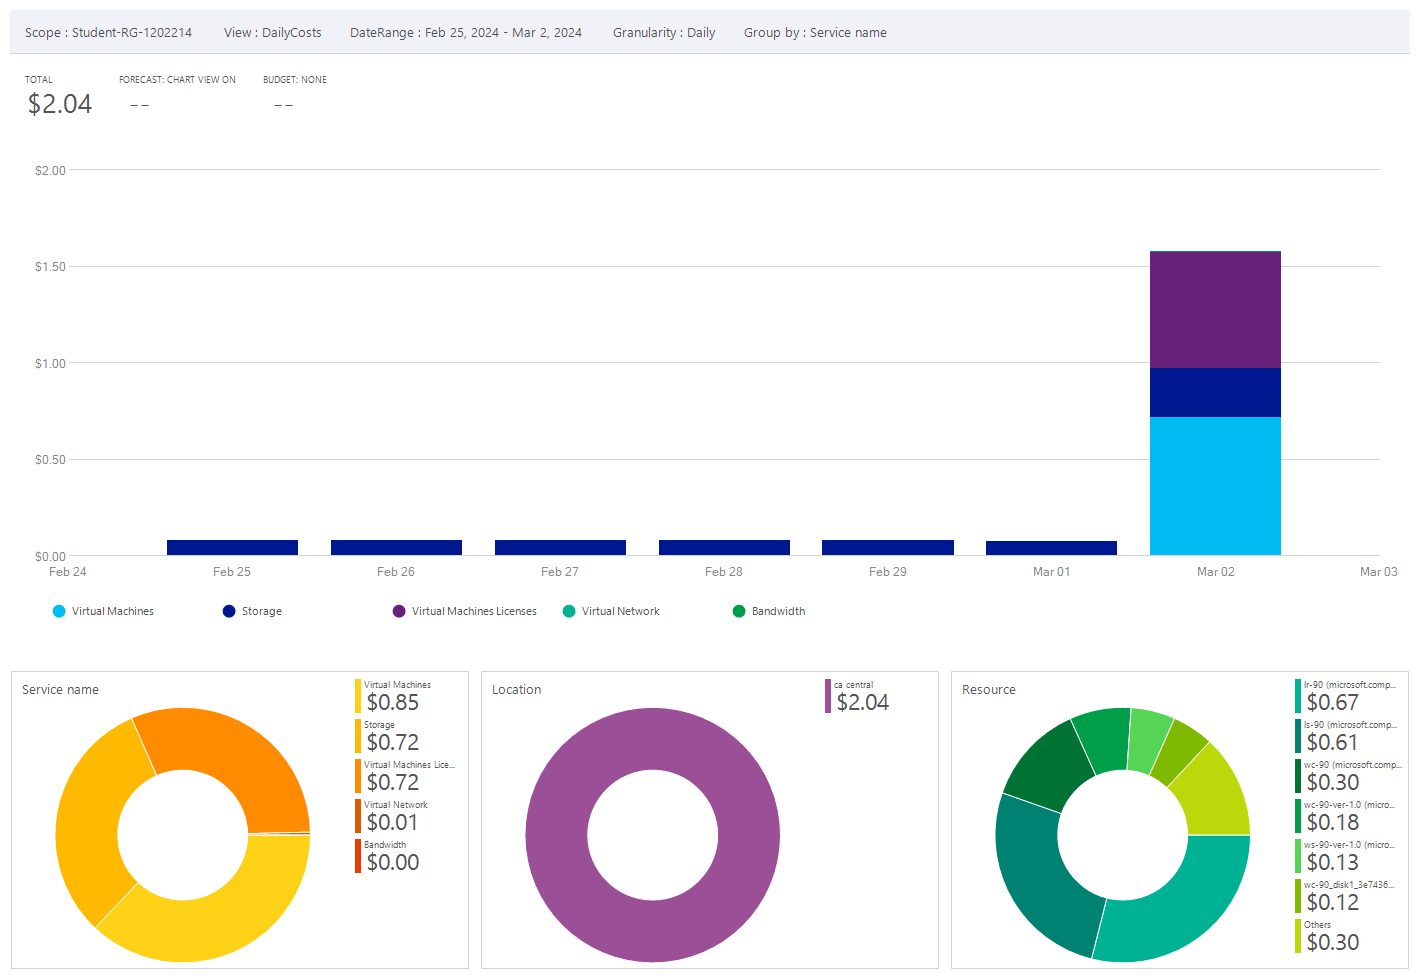 Scope : Student-RG-1202214 View : DailyCosts DateRange : Feb 25, 2024 - Mar 2, 2024 Granularity : Daily Group by : Service name
TOTAL FORECAST: CHART VIEW ON BUDGET: NONE
$2.04 -- --
$2.00
$1.50
$1.00
$0.50
$0.00
Feb 24 Feb 25 Feb 26 Feb 27 Feb 28 Feb 29 Mar 01 Mar 02 Mar 03
Virtual Machines Storage Virtual Machines Licenses Virtual Network Bandwidth
Service name
Virtual Machines
$0.85
Storage
$0.72
Virtual Machines Lice...
$0.72
Virtual Network
$0.01
Bandwidth
$0.00
Location
ca central
$2.04
Resource
lr-90 (microsoft.comp...
$0.67
ls-90 (microsoft.comp...
$0.61
wc-90 (microsoft.comp...
$0.30
wc-90-ver-1.0 (micro...
$0.18
ws-90-ver-1.0 (micro...
$0.13
wc-90_disk1_3e7436...
$0.12
Others
$0.30